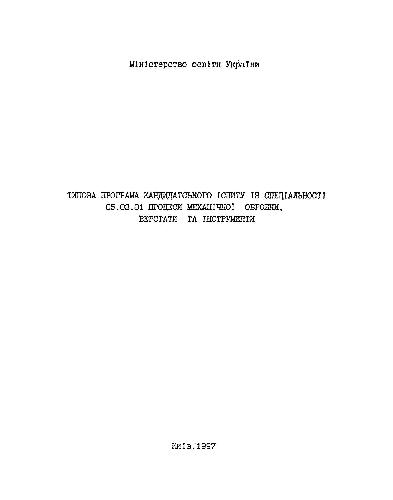 Міністерство освіти України
ТИПОВА ПРОГРАМА КАНДИДАТСЬКОГО ІСПИТУ ІЗ СПЕЦІАЛЬНОСТІ
05.03.01 ПРОЦЕСИ МЕХАНІЧНОЇ ОБРОБКИ,
ВЕРСТАТИ ТА ІНСТРУМЕНТИ
Київ.1997